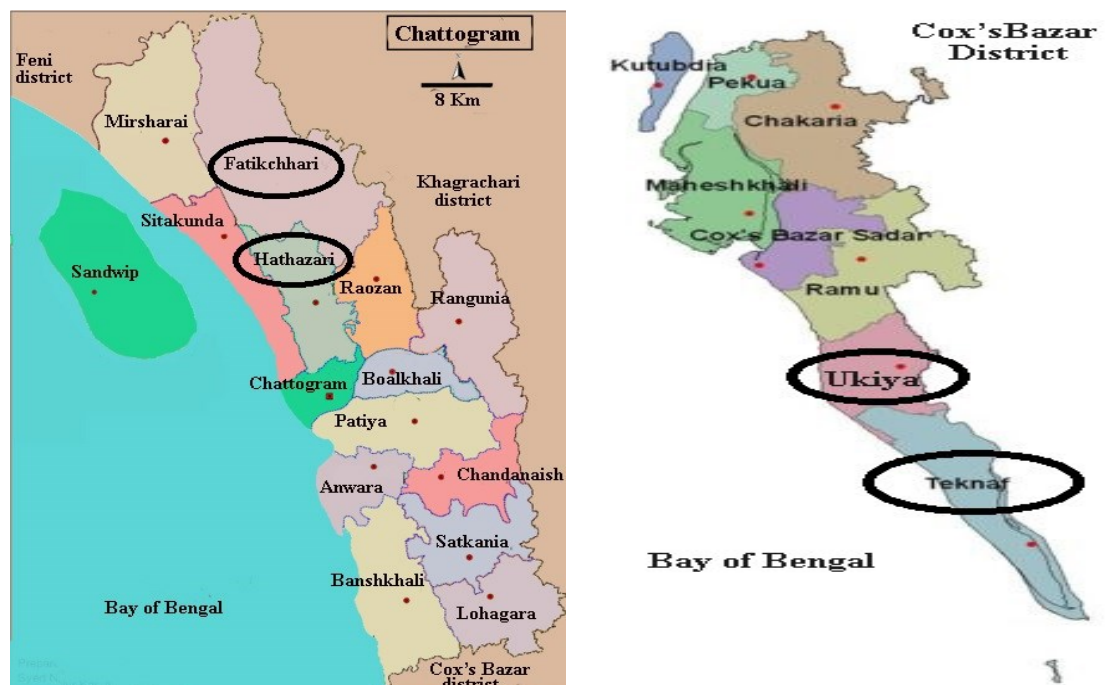 Chattogram
8 Km
Feni
district
Mirsharai
Fatikchhari
Khagrachari
district
Sitakunda
Hathazari
Sandwip
Raozan
Rangunia
Chattogram
Boalkhali
Patiya
Anwara
Chandanaish
Satkania
Banshkhali
Lohagara
Bay of Bengal
Cox's Bazar
district
Cox'sBazar
District
Kutubdia
Pekua
Chakaria
Maheshkhali
Cox's Bazar Sadar
Ramu
Ukiya
Teknaf
Bay of Bengal